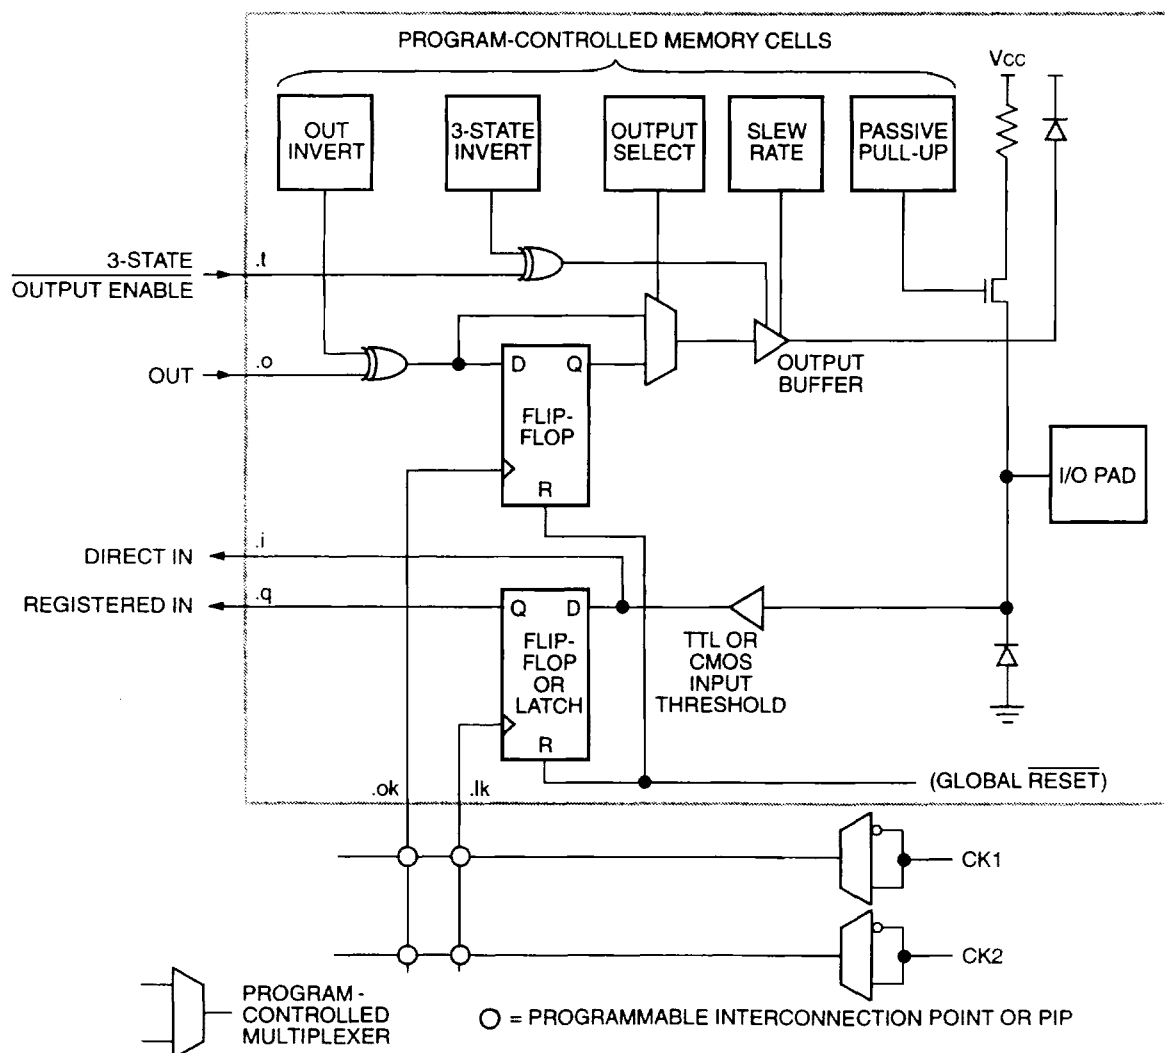 PROGRAM-CONTROLLED MEMORY CELLS
VCC
OUT
INVERT
3-STATE
INVERT
OUTPUT
SELECT
SLEW
RATE
PASSIVE
PULL-UP
3-STATE
OUTPUT ENABLE
.t
OUT
.o
D
Q
FLIP-
FLOP
R
OUTPUT
BUFFER
I/O PAD
DIRECT IN
.i
REGISTERED IN
.q
Q
D
FLIP-
FLOP
OR
LATCH
R
TTL OR
CMOS
INPUT
THRESHOLD
(GLOBAL RESET)
.ok
.lk
CK1
CK2
PROGRAM -
CONTROLLED
MULTIPLEXER
= PROGRAMMABLE INTERCONNECTION POINT OR PIP